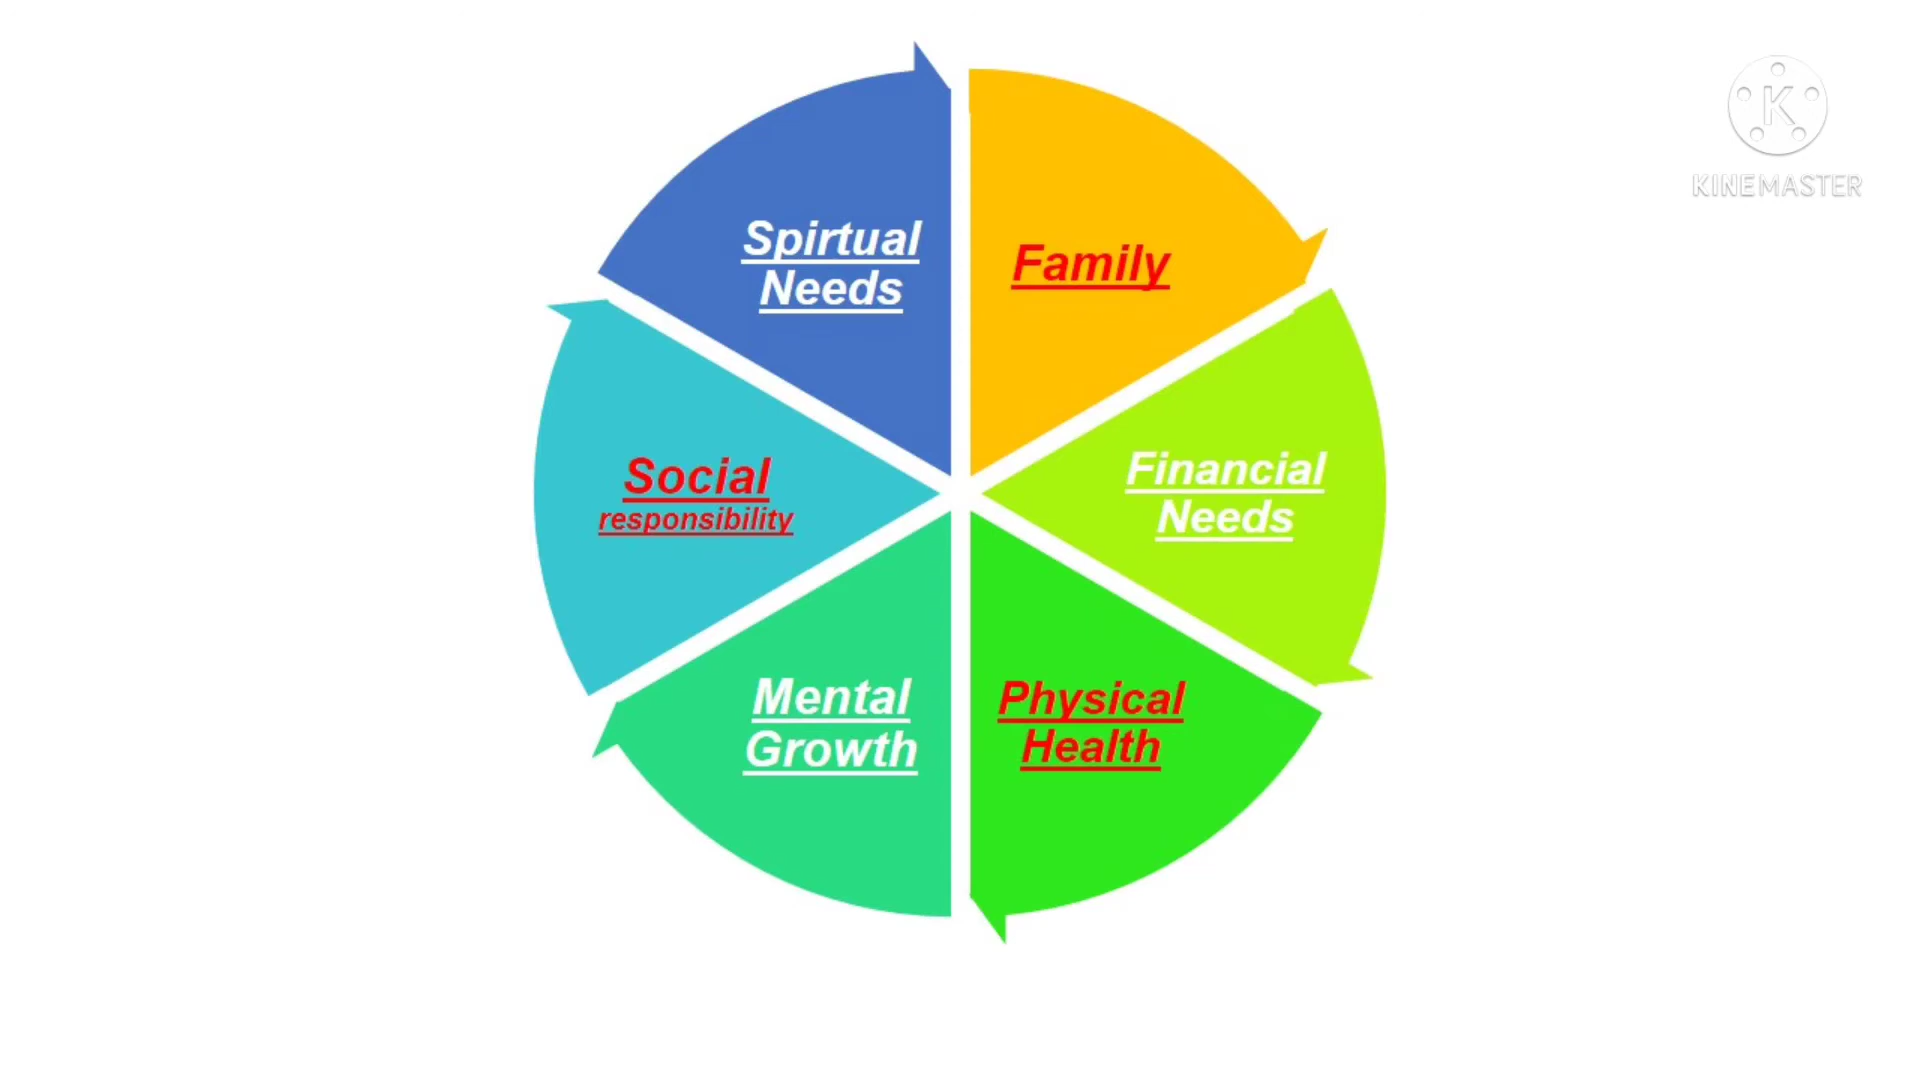 Spirtual
Needs
Family
Financial
Needs
Physical
Health
Mental
Growth
Social
responsibility
K
KINEMASTER